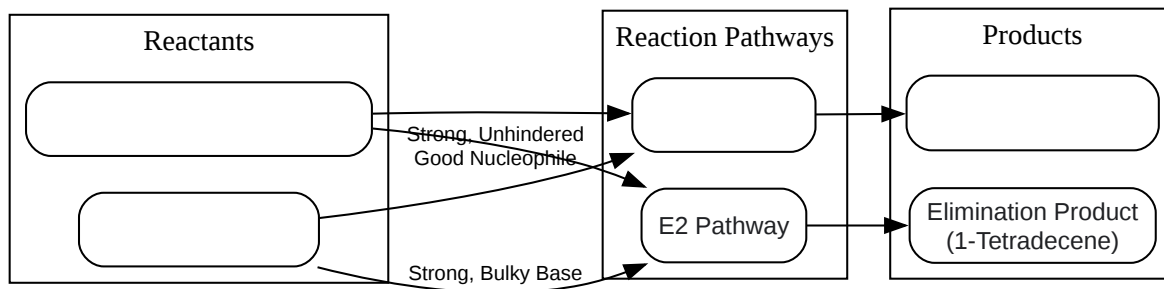 Reactants
Reaction Pathways
Products
Strong, Unhindered
Good Nucleophile
E2 Pathway
Elimination Product
(1-Tetradecene)
Strong, Bulky Base